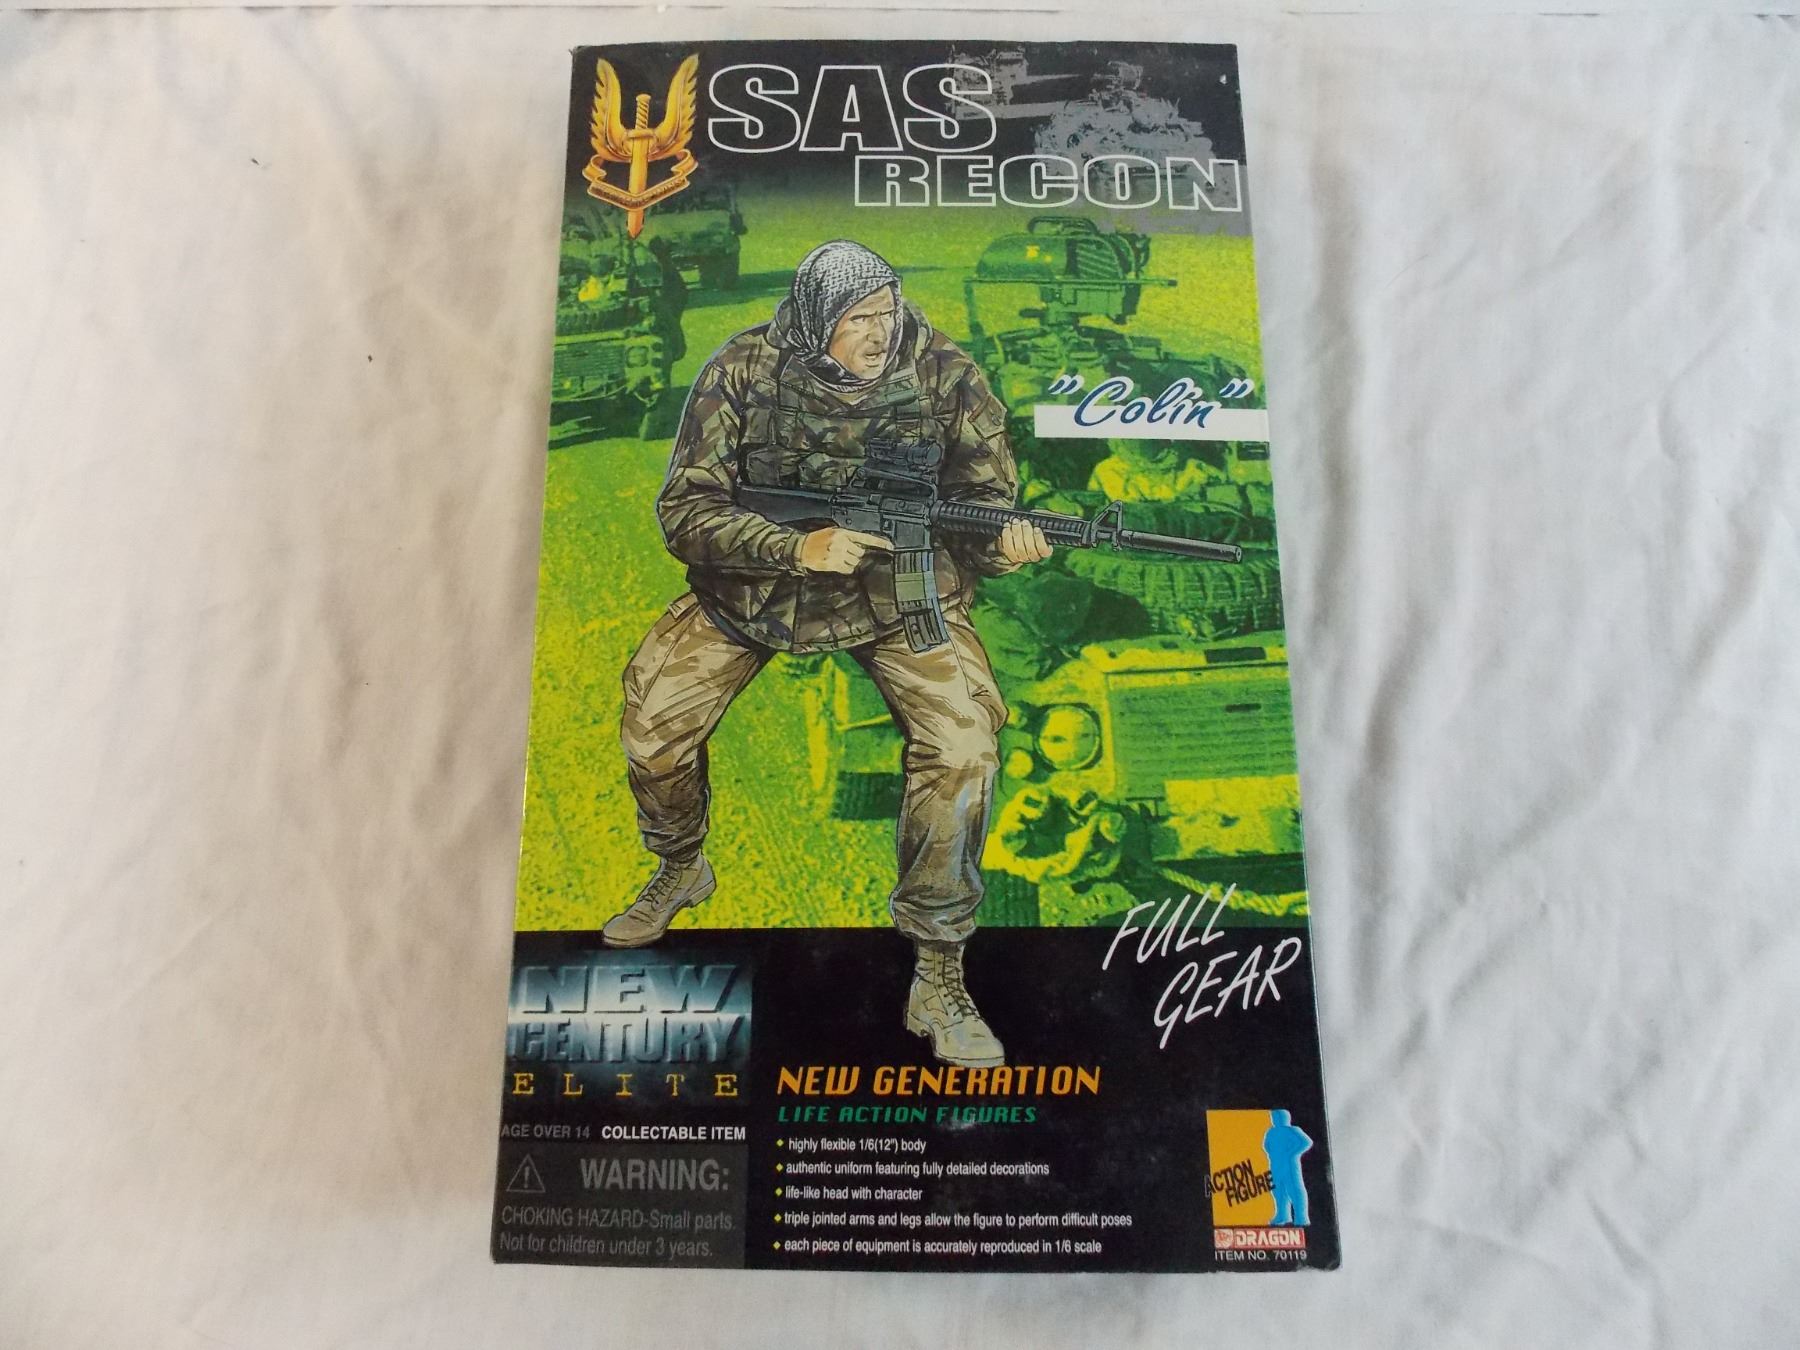 SAS
RECON
"Colin"
FULL
GEAR
NEW
CENTURY
ELITE
NEW GENERATION
LIFE ACTION FIGURES
AGE OVER 14 COLLECTABLE ITEM
WARNING:
CHOKING HAZARD-Small parts.
Not for children under 3 years.
highly flexible 1/6(12") body
authentic uniform featuring fully detailed decorations
life-like head with character
triple jointed arms and legs allow the figure to perform difficult poses
each piece of equipment is accurately reproduced in 1/6 scale
ACTION
FIGURE
DRAGON
ITEM NO. 70119